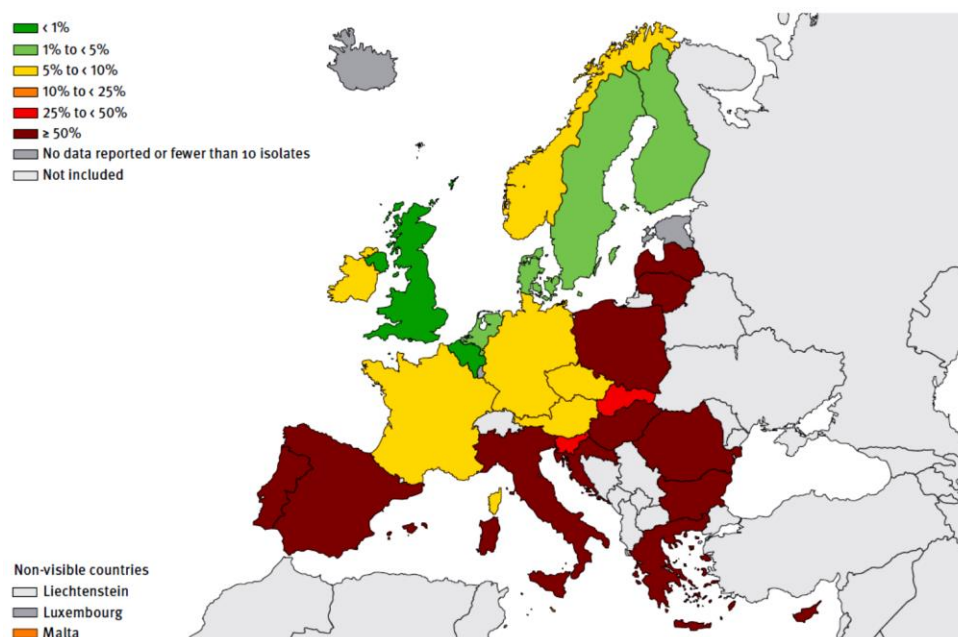 < 1%
1% to < 5%
5% to < 10%
10% to < 25%
25% to < 50%
≥ 50%
No data reported or fewer than 10 isolates
Not included
Non-visible countries
Liechtenstein
Luxembourg
Malta